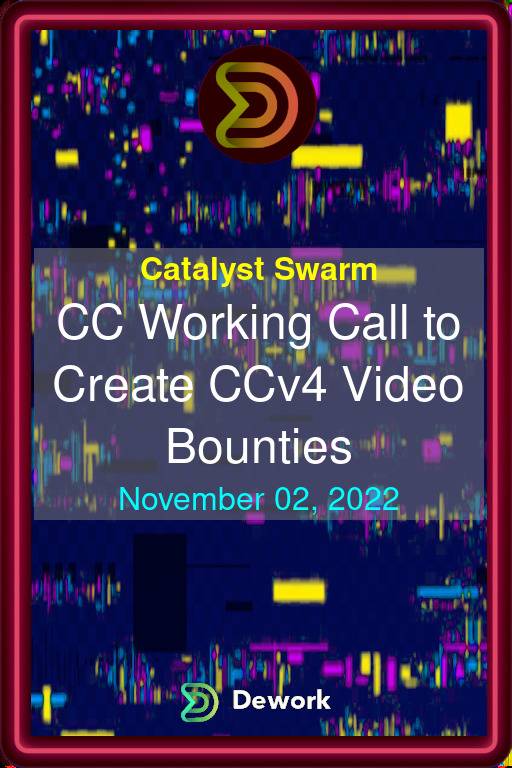 Catalyst Swarm
CC Working Call to
Create CCv4 Video
Bounties
November 02, 2022
Dework